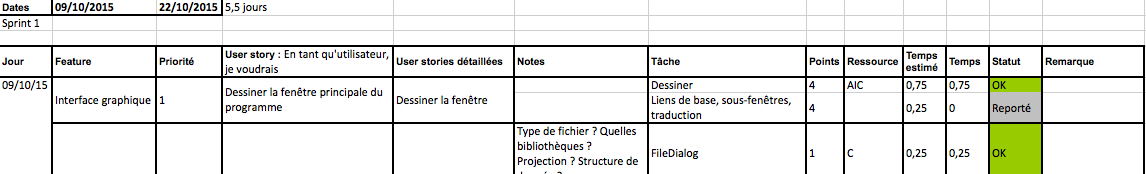 Dates 09/10/2015 22/10/2015 5,5 jours
Sprint 1
Jour Feature Priorité User story : En tant qu'utilisateur, je voudrais User stories détaillées Notes Tâche Points Ressource Temps estimé Temps Statut Remarque
09/10/15 Interface graphique 1 Dessiner la fenêtre principale du programme Dessiner la fenêtre Dessiner 4 AIC 0,75 0,75 OK
Liens de base, sous-fenêtres, traduction 4 0,25 0 Reporté
Type de fichier ? Quelles
bibliothèques ?
Projection ? Structure de
FileDialog 1 C 0,25 0,25 OK